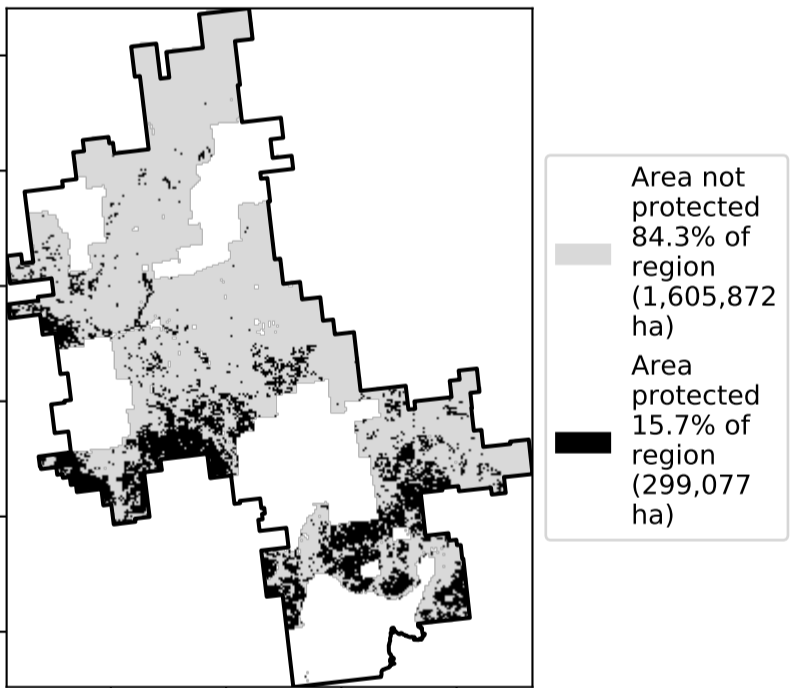 Area not
protected
84.3% of
region
(1,605,872
ha)
Area
protected
15.7% of
region
(299,077
ha)